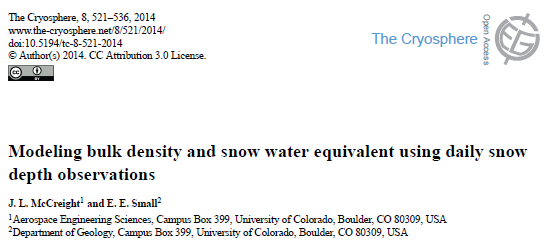 The Cryosphere, 8, 521–536, 2014
www.the-cryosphere.net/8/521/2014/
doi:10.5194/tc-8-521-2014
© Author(s) 2014. CC Attribution 3.0 License.
cc BY
The Cryosphere
Open Access
EGU
Modeling bulk density and snow water equivalent using daily snow
depth observations
J. L. McCreight1 and E. E. Small2
1Aerospace Engineering Sciences, Campus Box 399, University of Colorado, Boulder, CO 80309, USA
2Department of Geology, Campus Box 399, University of Colorado, Boulder, CO 80309, USA